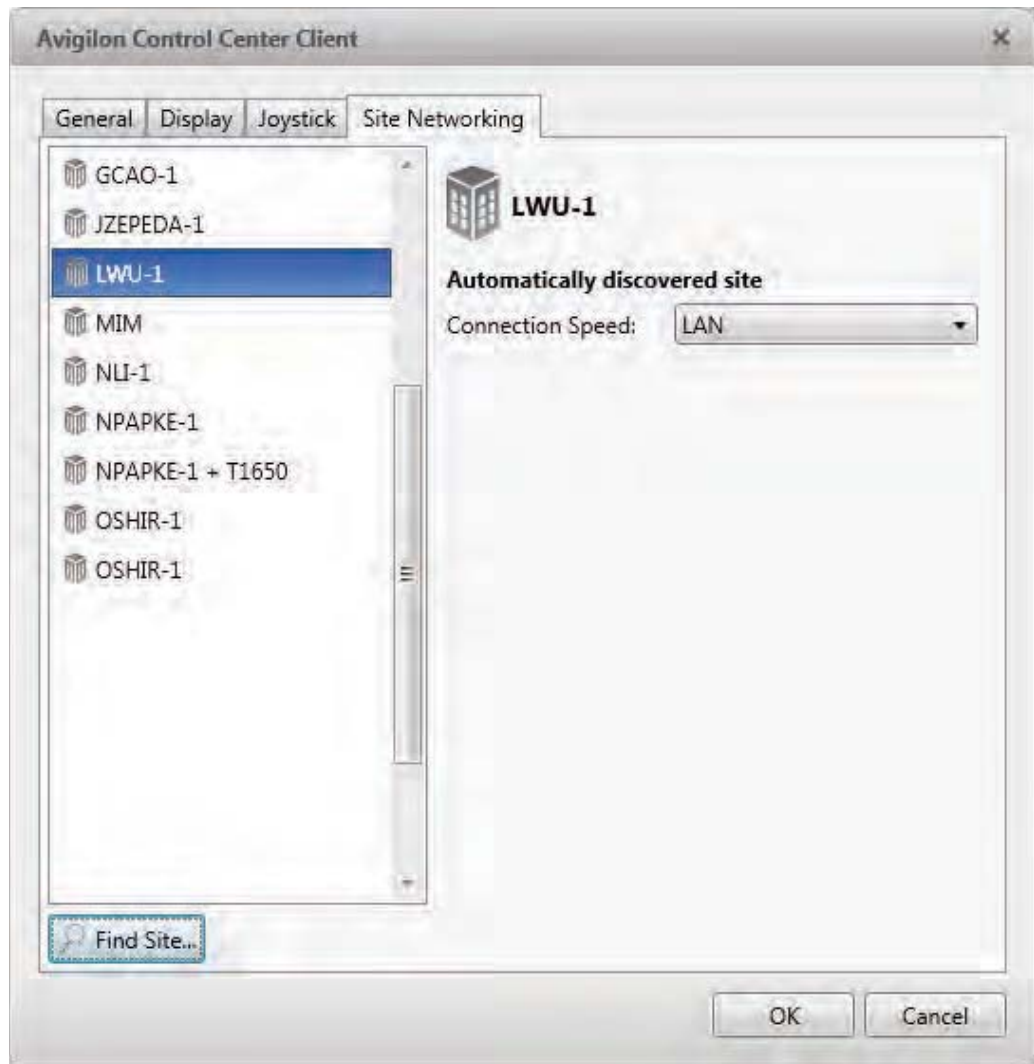 Avigilon Control Center Client
General Display Joystick Site Networking
GCAO-1
JZEPEDA-1
LWU-1
MIM
NLI-1
NPAPKE-1
NPAPKE-1 + T1650
OSHIR-1
OSHIR-1
LWU-1
Automatically discovered site
Connection Speed: LAN
Find Site...
OK Cancel